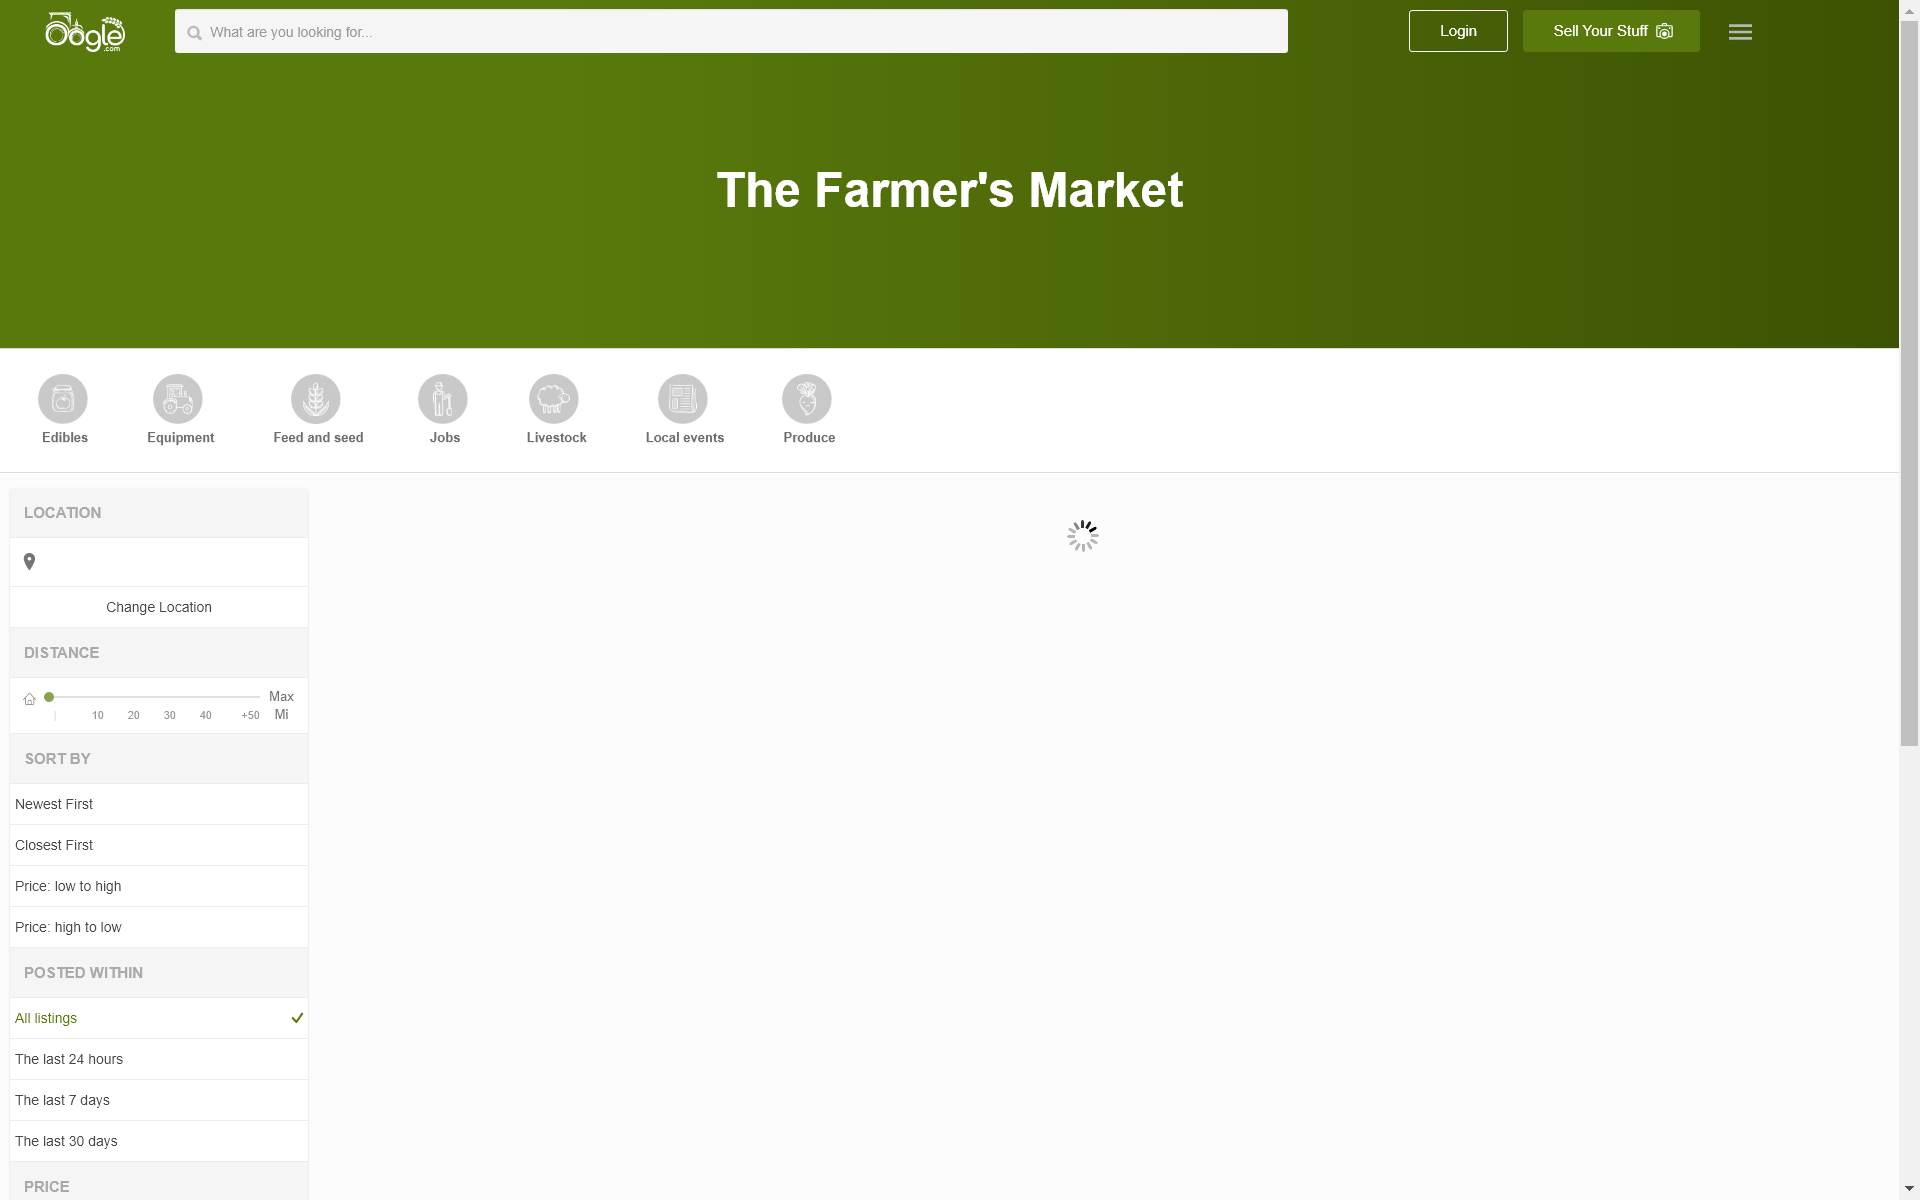 Oogle
.com
What are you looking for...
Login
Sell Your Stuff
The Farmer's Market
Edibles
Equipment
Feed and seed
Jobs
Livestock
Local events
Produce
LOCATION
Change Location
DISTANCE
Max
10 20 30 40 +50 Mi
SORT BY
Newest First
Closest First
Price: low to high
Price: high to low
POSTED WITHIN
All listings
The last 24 hours
The last 7 days
The last 30 days
PRICE